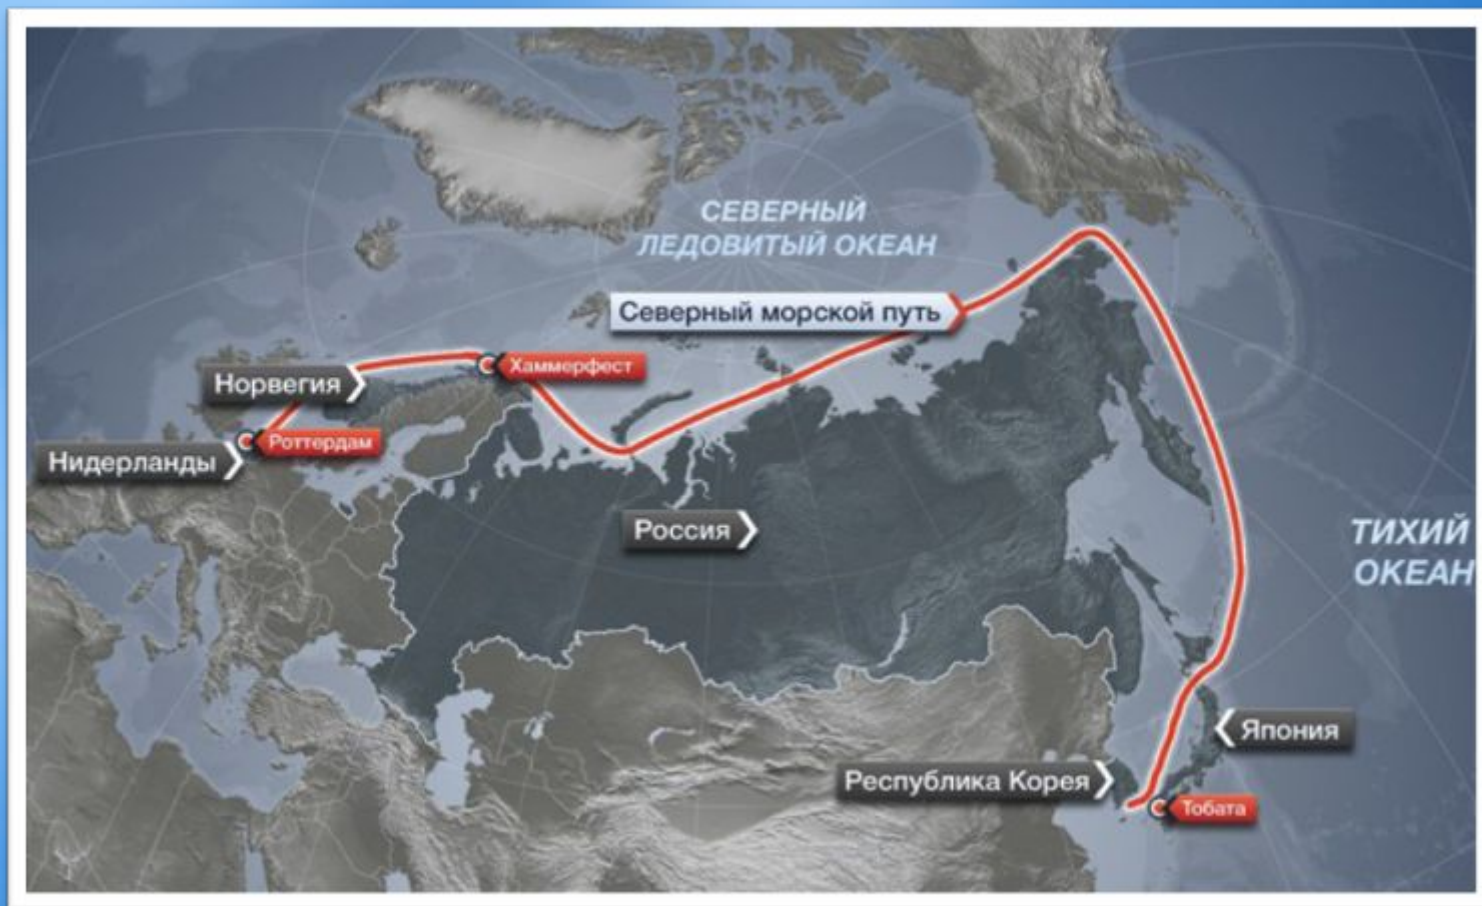 СЕВЕРНЫЙ
ЛЕДОВИТЫЙ ОКЕАН
Северный морской путь
Хаммерфест
Норвегия
Роттердам
Нидерланды
Россия
ТИХИЙ
ОКЕАН
Япония
Республика Корея
Тобата